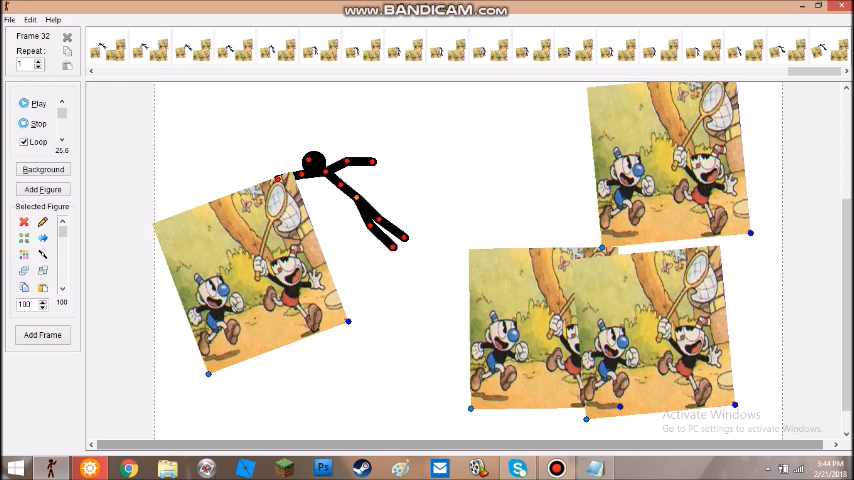 www.BANDICAM.com
File Edit Help
Frame 32
Repeat:
1
Play
Stop
Loop
25.6
Background
Add Figure
Selected Figure
100
100
Add Frame
Activate Windows
Go to PC settings to activate Windows.
Ps
3:44 PM
2/21/2018